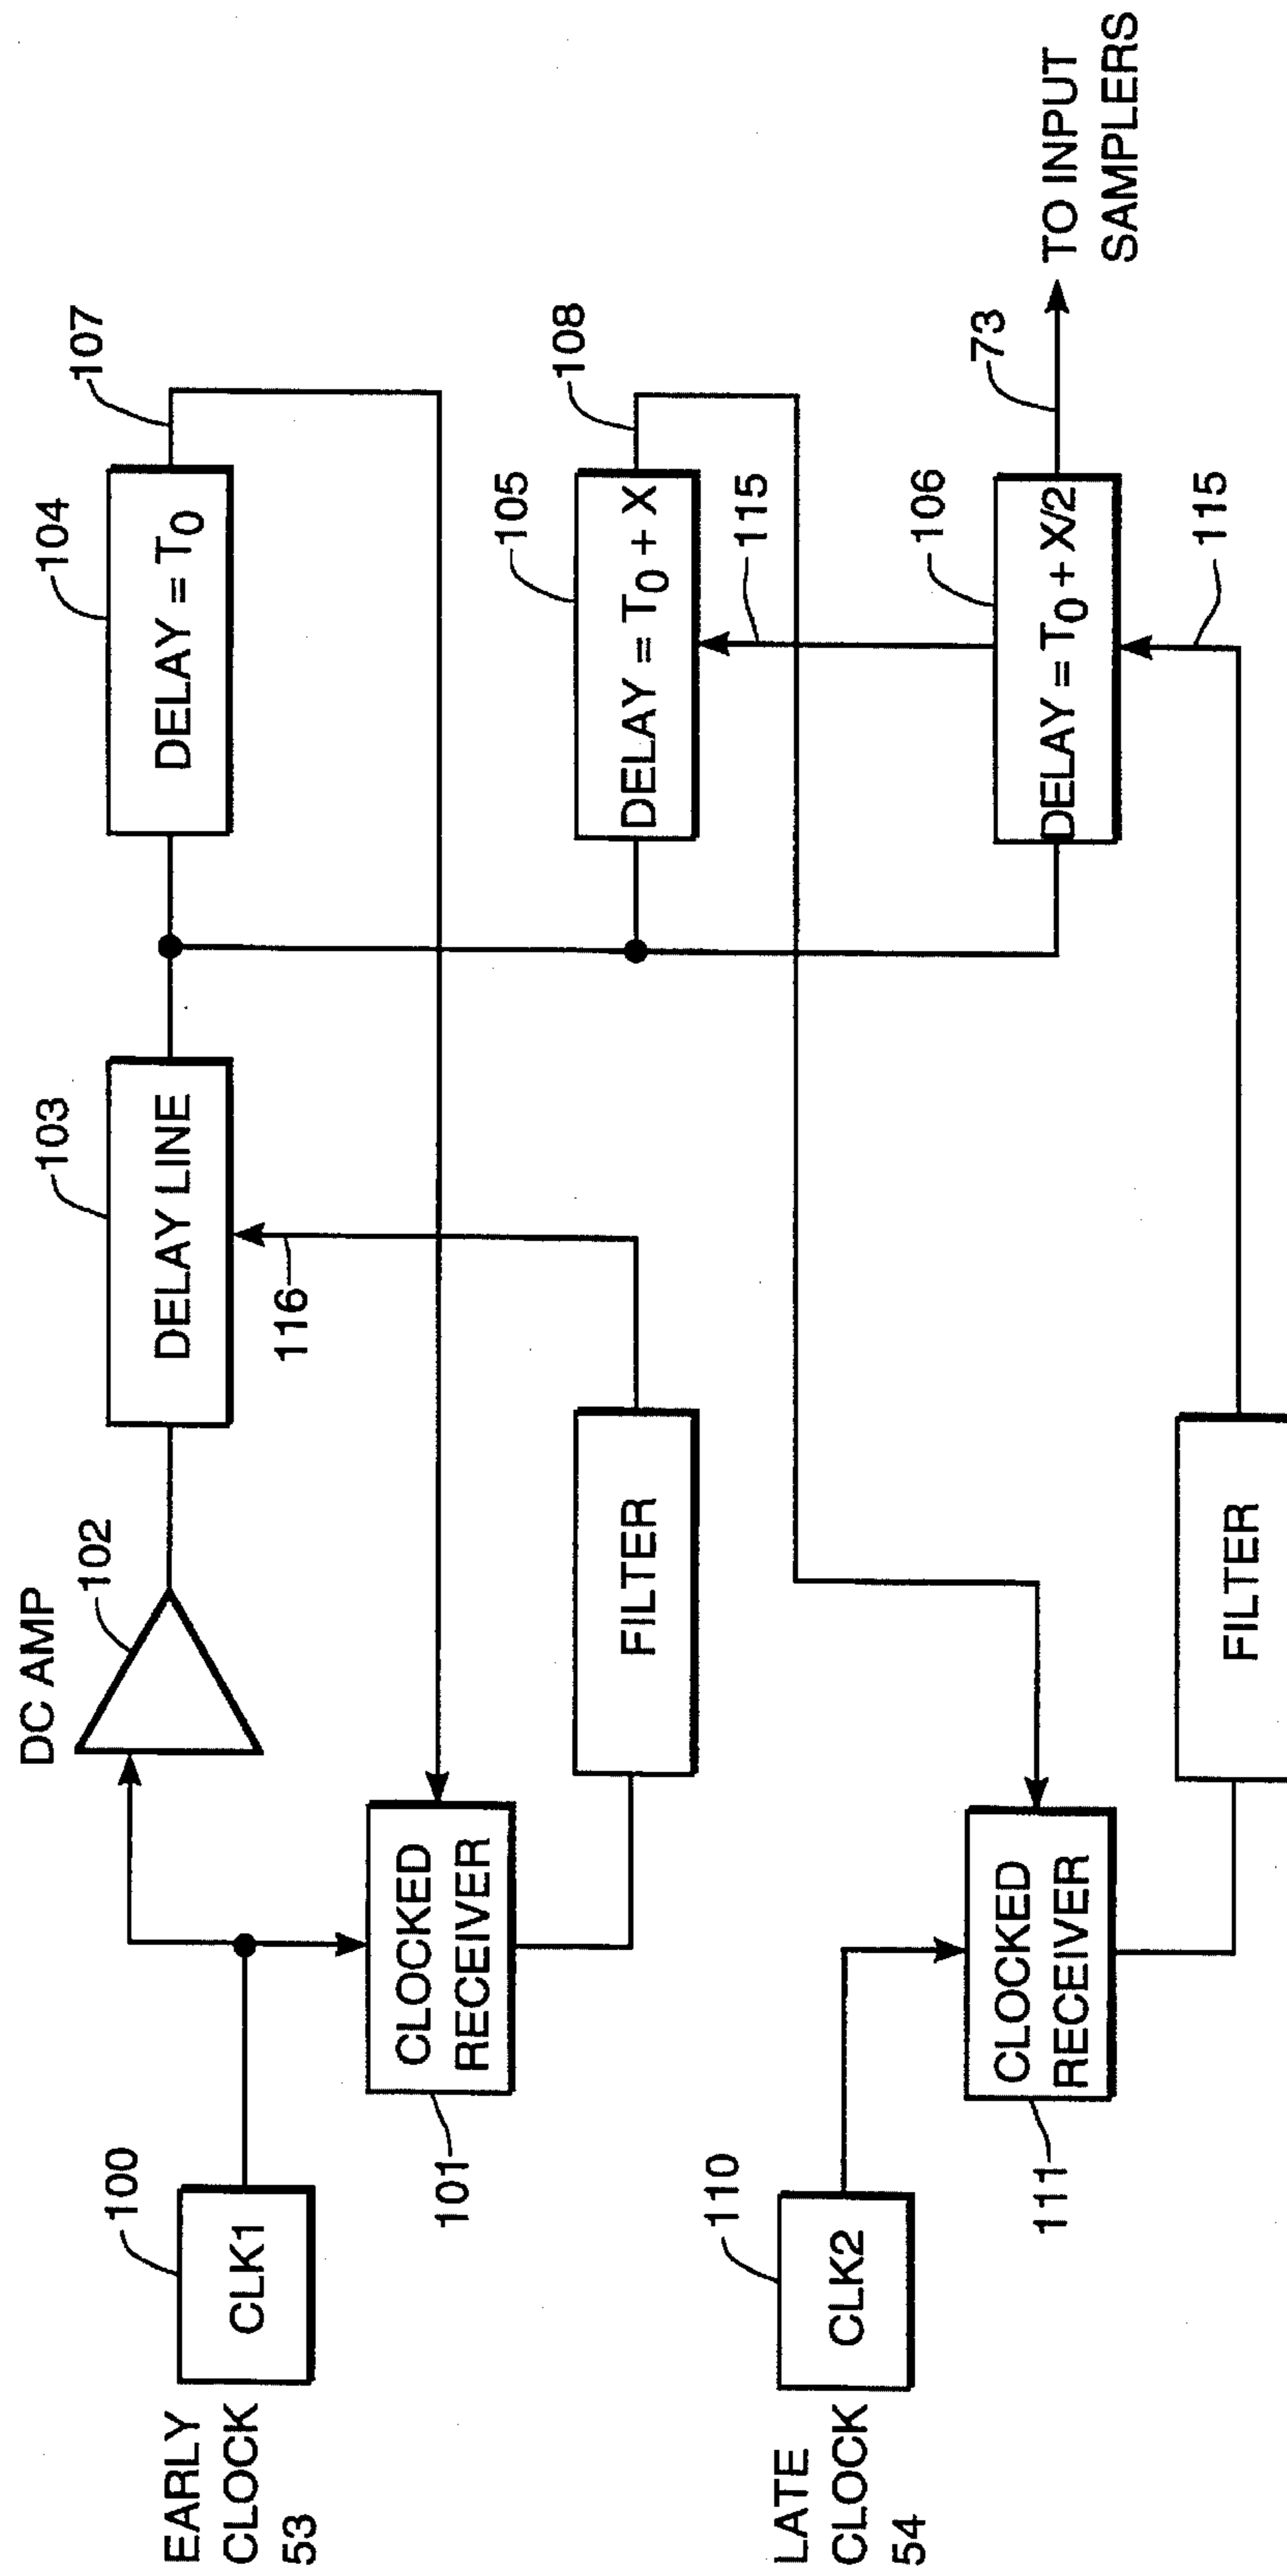 EARLY
CLOCK
53
100
CLK1
DC AMP
102
103
DELAY LINE
104
DELAY = T0
107
101
CLOCKED
RECEIVER
116
FILTER
105
DELAY = T0 + X
108
115
LATE
CLOCK
54
110
CLK2
111
CLOCKED
RECEIVER
FILTER
106
DELAY = T0 + X/2
73
TO INPUT
SAMPLERS
115